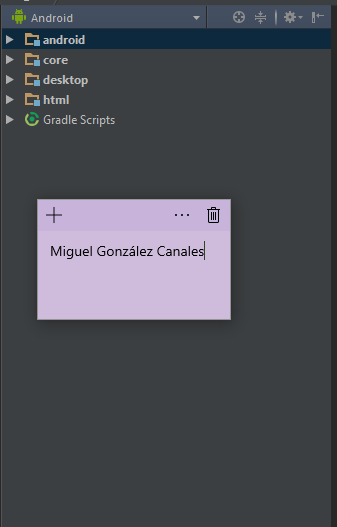 Android
android
core
desktop
html
Gradle Scripts
Miguel González Canales